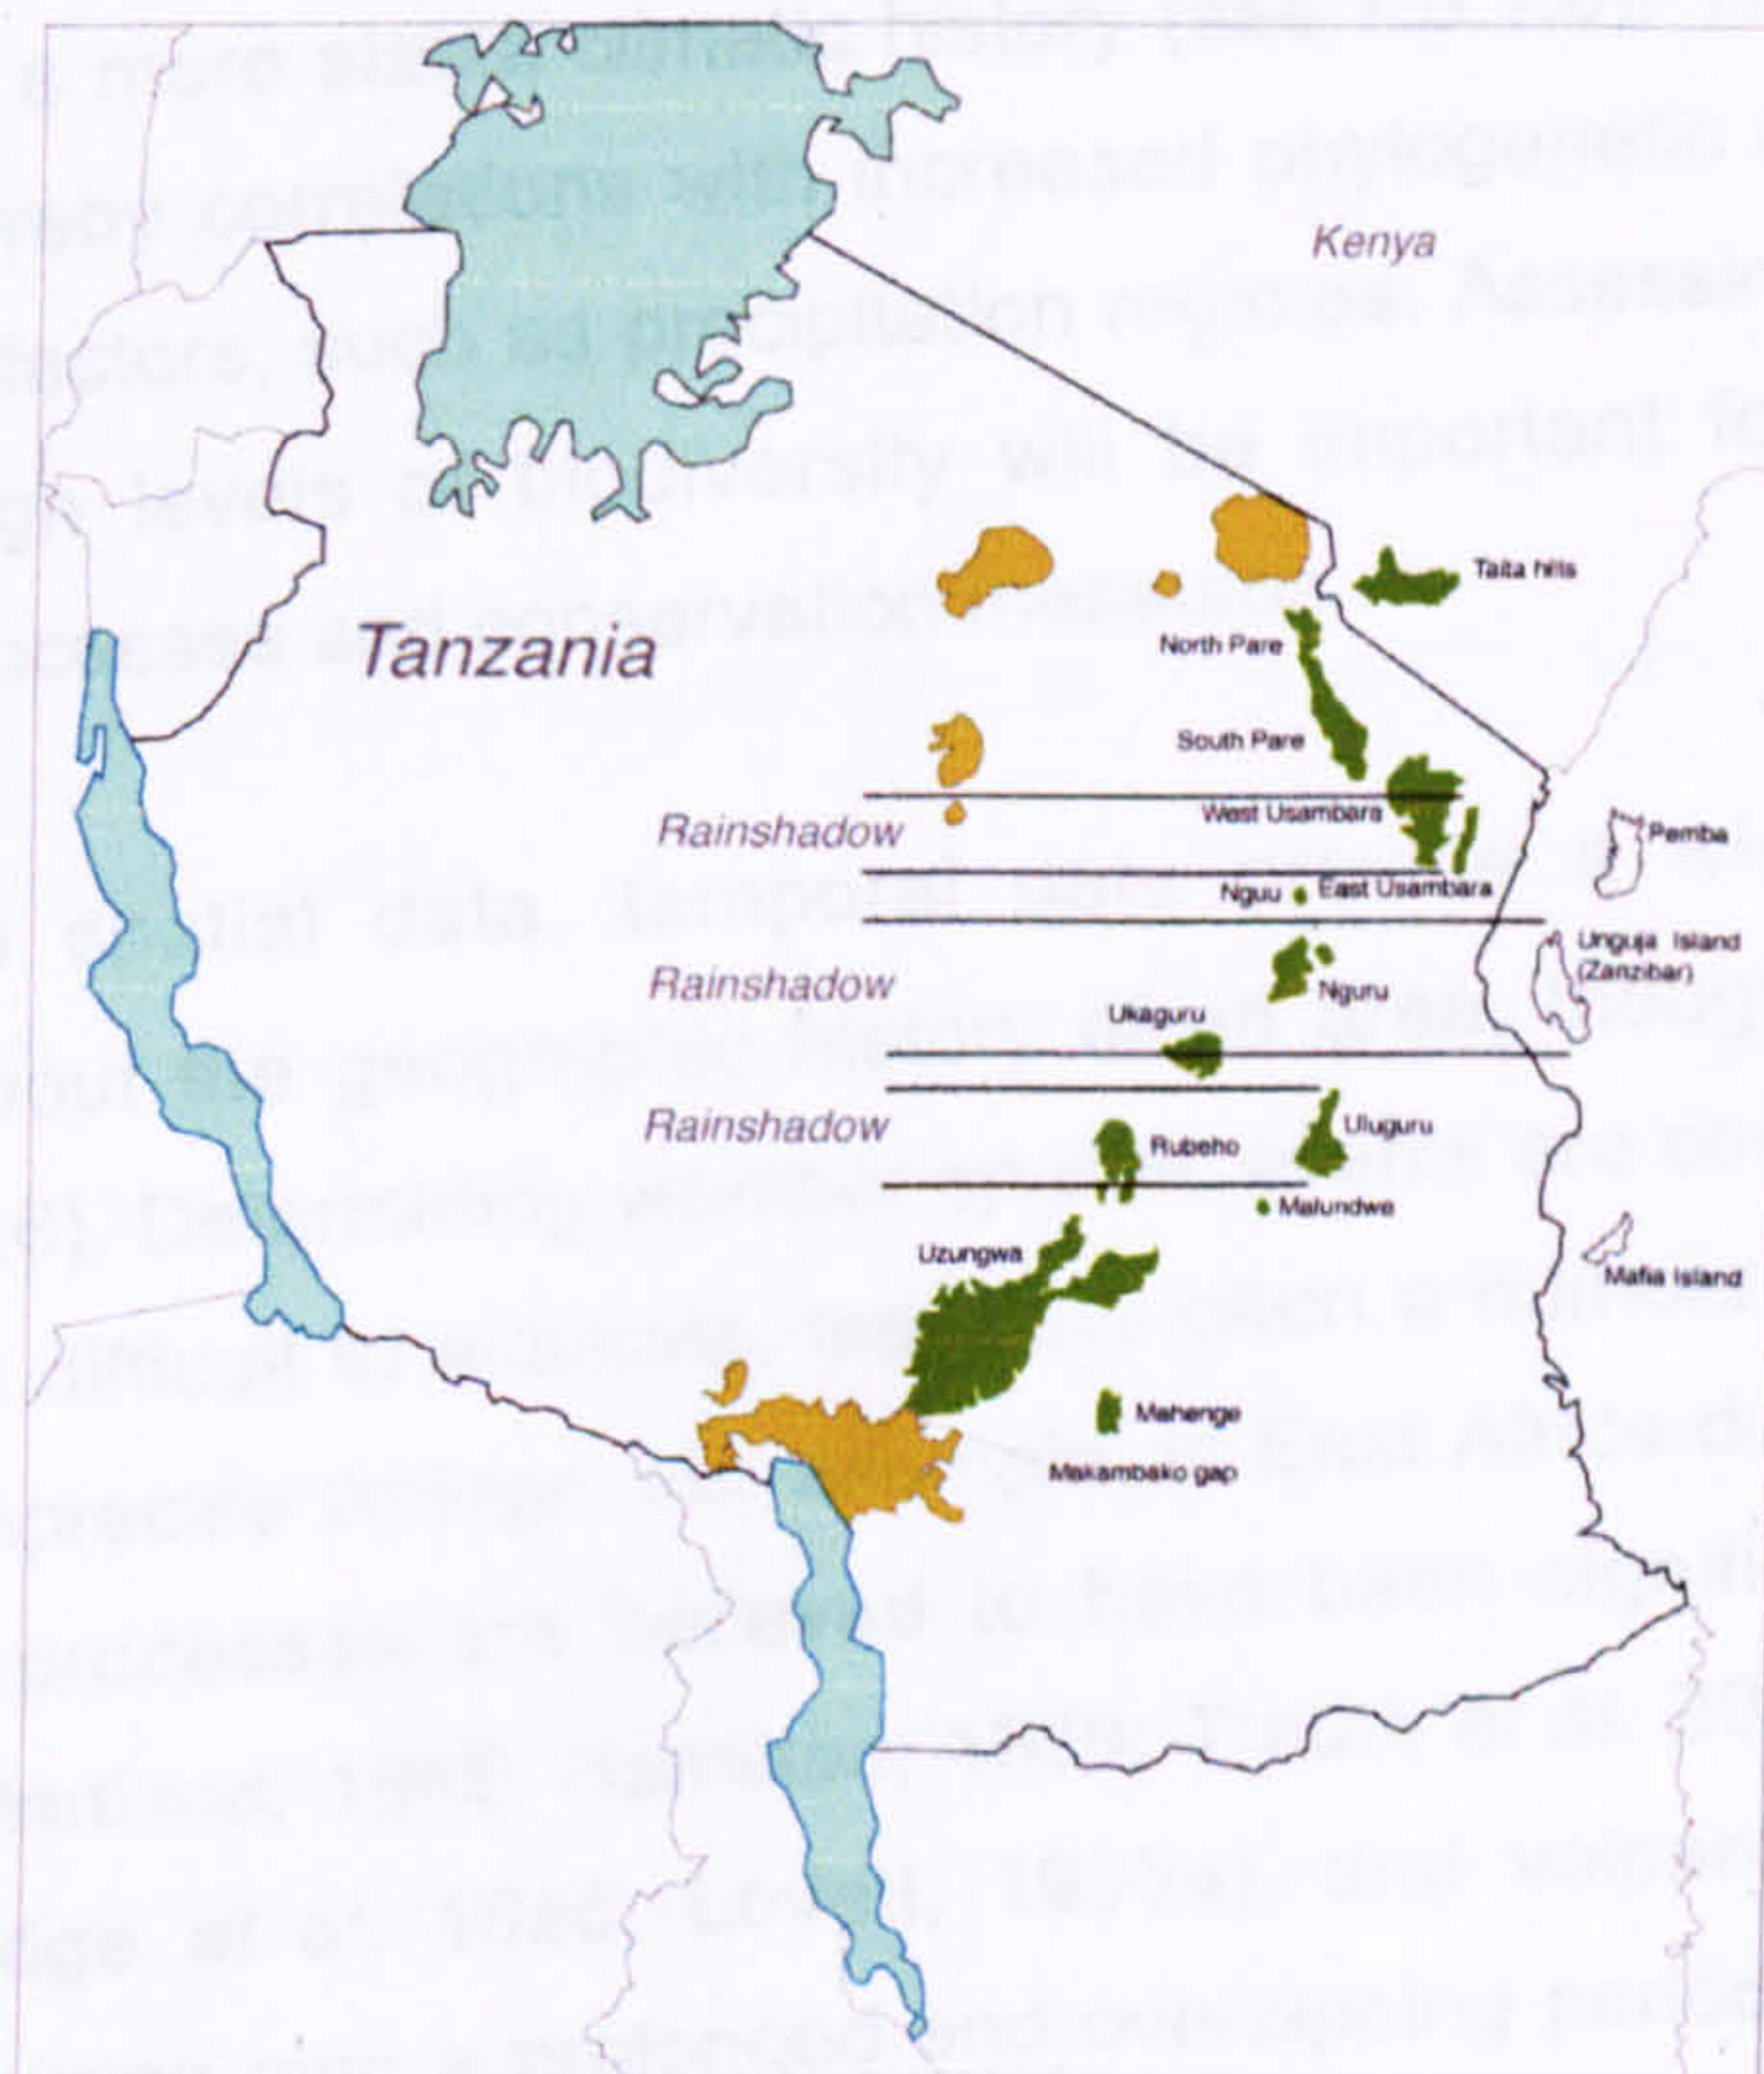 Kenya
Taita hills
Tanzania
North Pare
South Pare
West Usambara
Rainshadow
Pemba
Nguu
East Usambara
Unguja Island
(Zanzibar)
Rainshadow
Nguru
Ukaguru
Rainshadow
Uluguru
Rubeho
Malundwe
Uzungwa
Mafia Island
Mahenge
Makambako gap